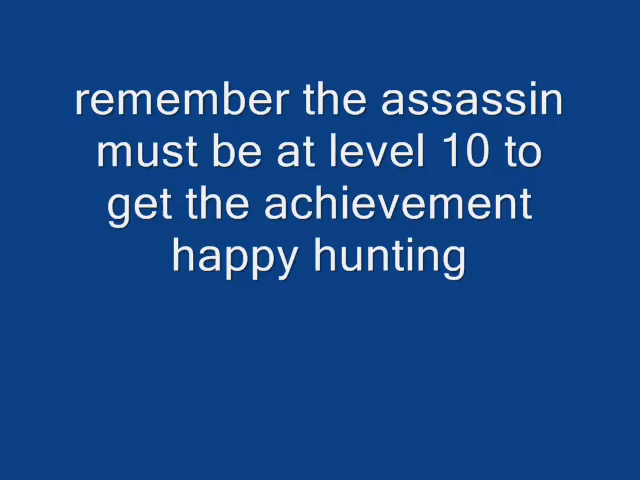 remember the assassin
must be at level 10 to
get the achievement
happy hunting